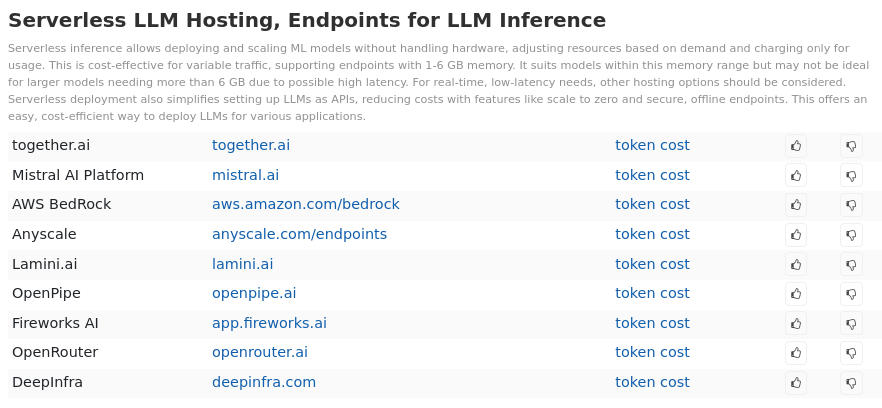 Serverless LLM Hosting, Endpoints for LLM Inference
Serverless inference allows deploying and scaling ML models without handling hardware, adjusting resources based on demand and charging only for
usage. This is cost-effective for variable traffic, supporting endpoints with 1-6 GB memory. It suits models within this memory range but may not be ideal
for larger models needing more than 6 GB due to possible high latency. For real-time, low-latency needs, other hosting options should be considered.
Serverless deployment also simplifies setting up LLMs as APIs, reducing costs with features like scale to zero and secure, offline endpoints. This offers an
easy, cost-efficient way to deploy LLMs for various applications.
together.ai together.ai token cost
Mistral AI Platform mistral.ai token cost
AWS BedRock aws.amazon.com/bedrock token cost
Anyscale anyscale.com/endpoints token cost
Lamini.ai lamini.ai token cost
OpenPipe openpipe.ai token cost
Fireworks AI app.fireworks.ai token cost
OpenRouter openrouter.ai token cost
DeepInfra deepinfra.com token cost